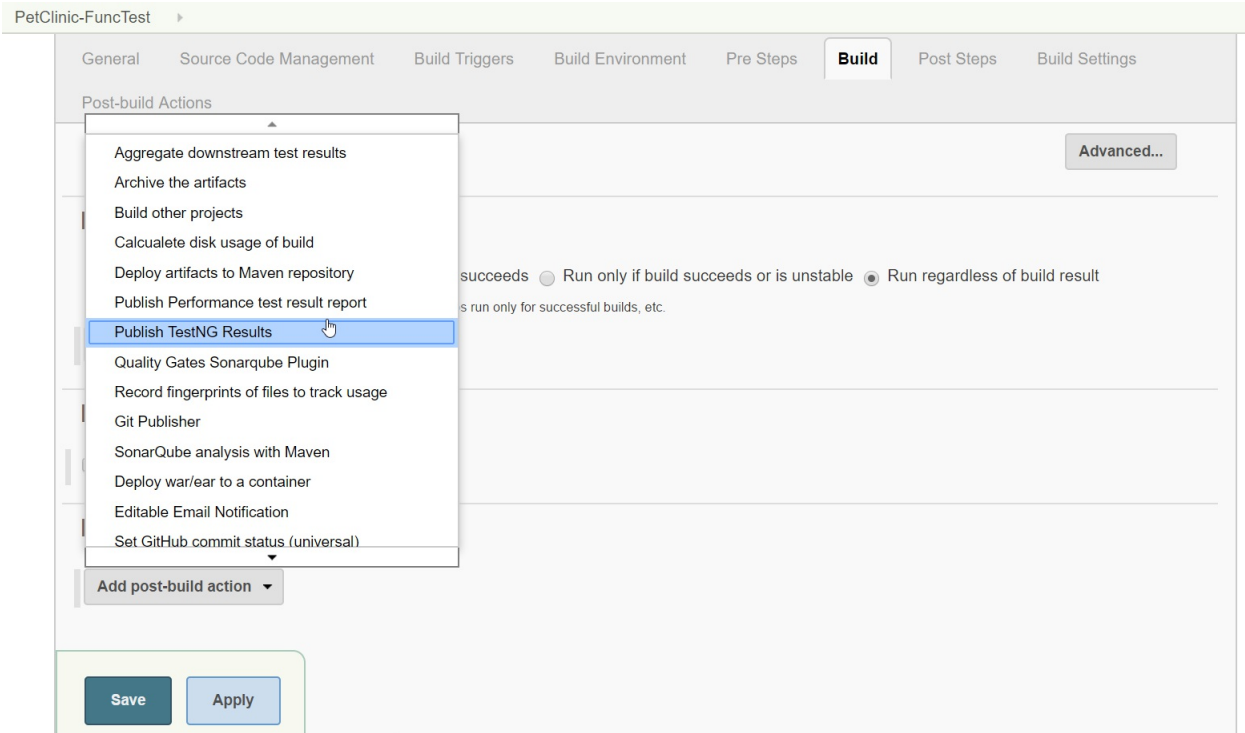 PetClinic-FuncTest
General Source Code Management Build Triggers Build Environment Pre Steps Build Post Steps Build Settings
Post-build Actions
Advanced...
Aggregate downstream test results
Archive the artifacts
Build other projects
Calcualete disk usage of build
Deploy artifacts to Maven repository
Publish Performance test result report
Publish TestNG Results
Quality Gates Sonarqube Plugin
Record fingerprints of files to track usage
Git Publisher
SonarQube analysis with Maven
Deploy war/ear to a container
Editable Email Notification
Set GitHub commit status (universal)
succeeds Run only if build succeeds or is unstable Run regardless of build result
run only for successful builds, etc.
Add post-build action
Save Apply